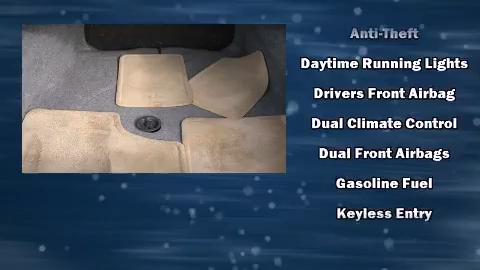 Anti-Theft
Daytime Running Lights
Drivers Front Airbag
Dual Climate Control
Dual Front Airbags
Gasoline Fuel
Keyless Entry